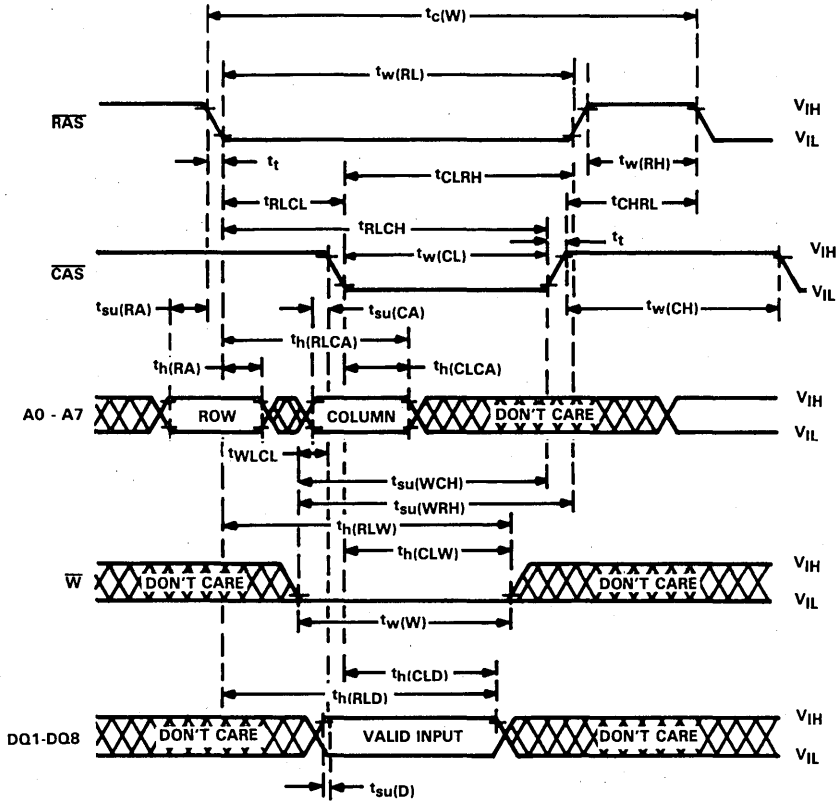 tc(W)
tw(RL)
RAS
VIH
VIL
tt
tw(RH)
tCLRH
tRLCL
tCHRL
tRLCH
tt
CAS
tw(CL)
VIH
VIL
tsu(RA)
tsu(CA)
tw(CH)
th(RLCA)
th(RA)
th(CLCA)
A0 - A7
ROW
COLUMN
DON'T CARE
VIH
VIL
tWLCL
tsu(WCH)
tsu(WRH)
th(RLW)
th(CLW)
W
DON'T CARE
DON'T CARE
VIH
VIL
tw(W)
th(CLD)
th(RLD)
DQ1-DQ8
DON'T CARE
VALID INPUT
DON'T CARE
VIH
VIL
tsu(D)